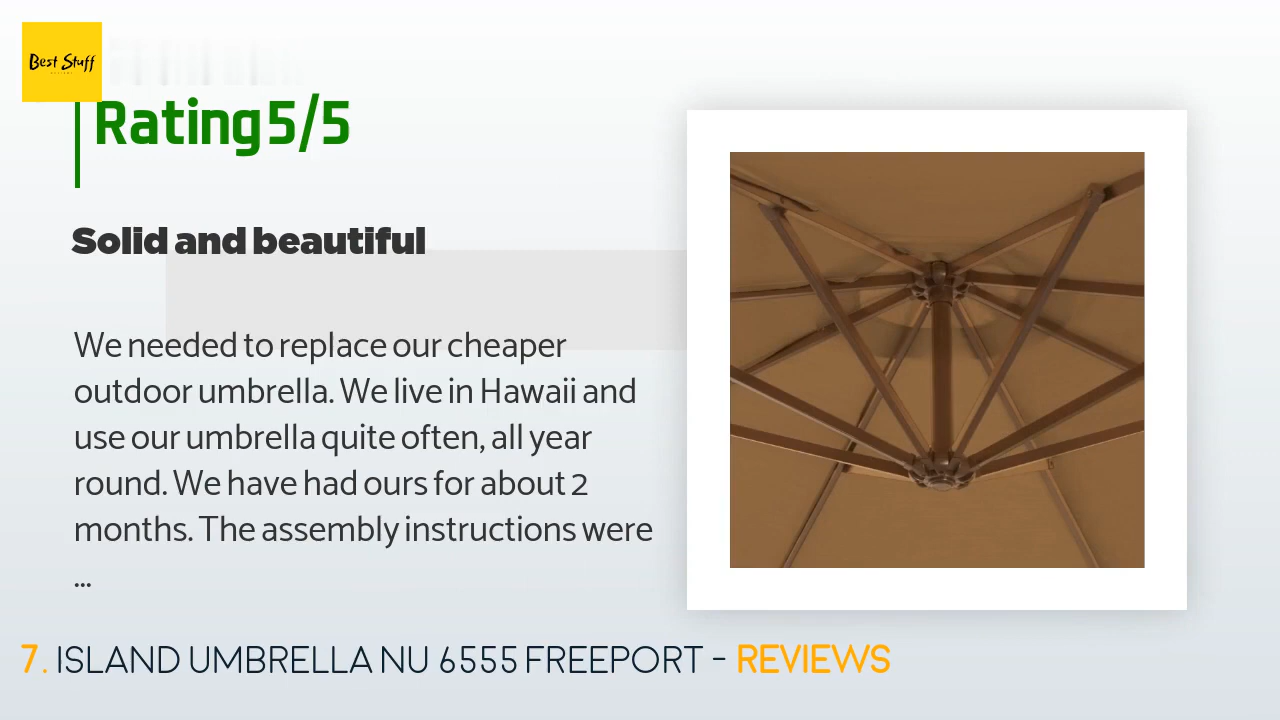 Best Stuff
Rating 5/5
Solid and beautiful
We needed to replace our cheaper
outdoor umbrella. We live in Hawaii and
use our umbrella quite often, all year
round. We have had ours for about 2
months. The assembly instructions were
...
7. ISLAND UMBRELLA NU 6555 FREEPORT - REVIEWS